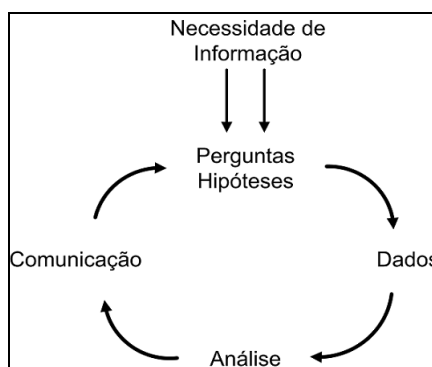 Necessidade de
Informação
Perguntas
Hipóteses
Comunicação
Dados
Análise